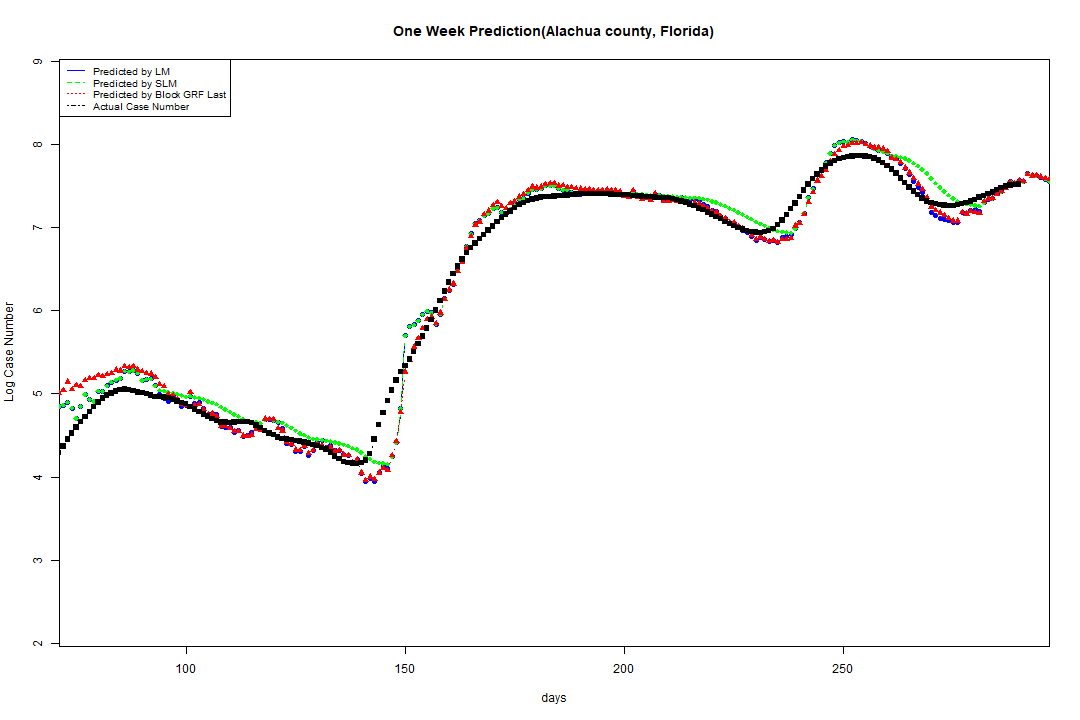 One Week Prediction(Alachua county, Florida)
Predicted by LM
Predicted by SLM
Predicted by Block GRF Last
Actual Case Number
9
8
7
6
5
4
3
2
Log Case Number
100 150 200 250
days